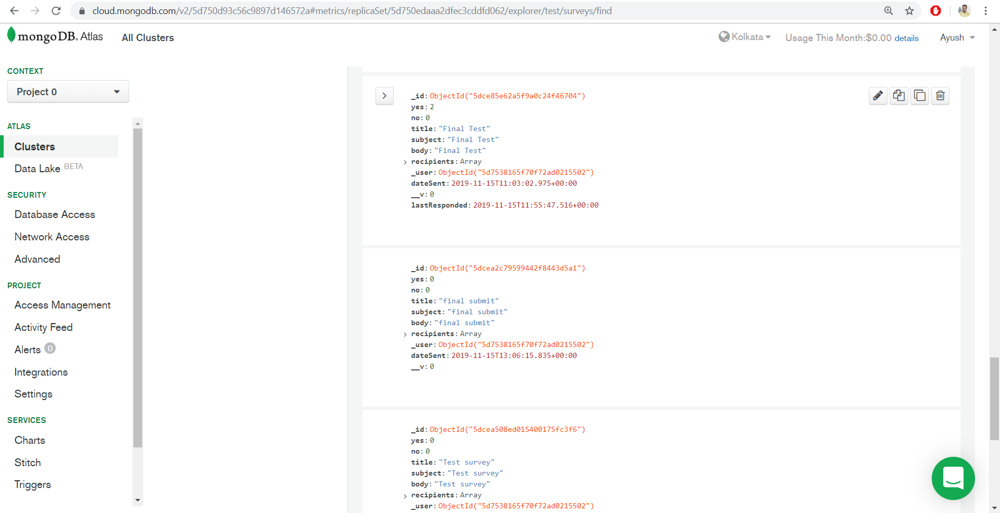 cloud.mongodb.com/v2/5d750d93c56c9897d146572a#metrics/replicaSet/5d750edaaa2dfec3cddfd062/explorer/test/surveys/find
mongoDB. Atlas All Clusters Kolkata Usage This Month:$0.00 details Ayush
CONTEXT
Project 0
ATLAS
Clusters
Data Lake BETA
SECURITY
Database Access
Network Access
Advanced
PROJECT
Access Management
Activity Feed
Alerts 0
Integrations
Settings
SERVICES
Charts
Stitch
Triggers
_id: ObjectId("5dce85e62a5f9a0c24f46704")
yes: 2
no: 0
title: "Final Test"
subject: "Final Test"
body: "Final Test"
recipients: Array
_user: ObjectId("5d7538165f70f72ad0215502")
dateSent: 2019-11-15T11:03:02.975+00:00
__v: 0
lastResponded: 2019-11-15T11:55:47.516+00:00
_id: ObjectId("5dcea2c79599442f8443d5a1")
yes: 0
no: 0
title: "final submit"
subject: "final submit"
body: "final submit"
recipients: Array
_user: ObjectId("5d7538165f70f72ad0215502")
dateSent: 2019-11-15T13:06:15.835+00:00
__v: 0
_id: ObjectId("5dcea508ed015400175fc3f6")
yes: 0
no: 0
title: "Test survey"
subject: "Test survey"
body: "Test survey"
recipients: Array
_user: ObjectId("5d7538165f70f72ad0215502")